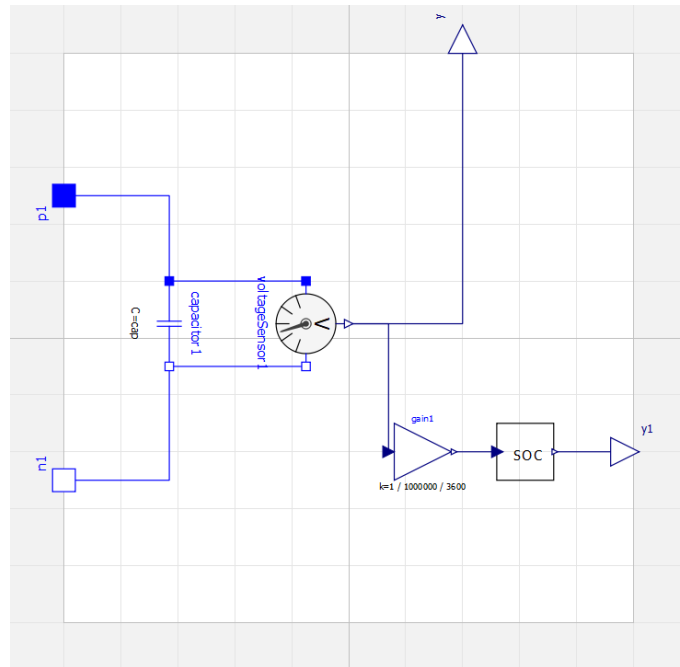 y
p1
voltageSensor1
capacitor1
C=cap
V
gain1
y1
n1
SOC
k=1 / 1000000 / 3600